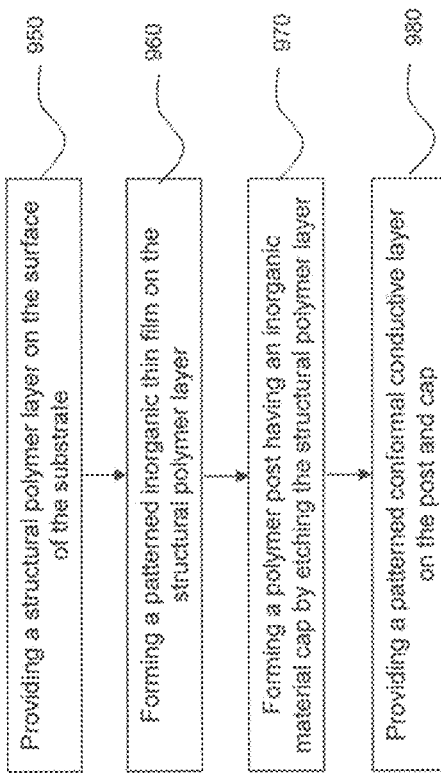 Providing a structural polymer layer on the surface
of the substrate
950
Forming a patterned inorganic thin film on the
structural polymer layer
960
Forming a polymer post having an inorganic
material cap by etching the structural polymer layer
970
Providing a patterned conformal conductive layer
on the post and cap
980